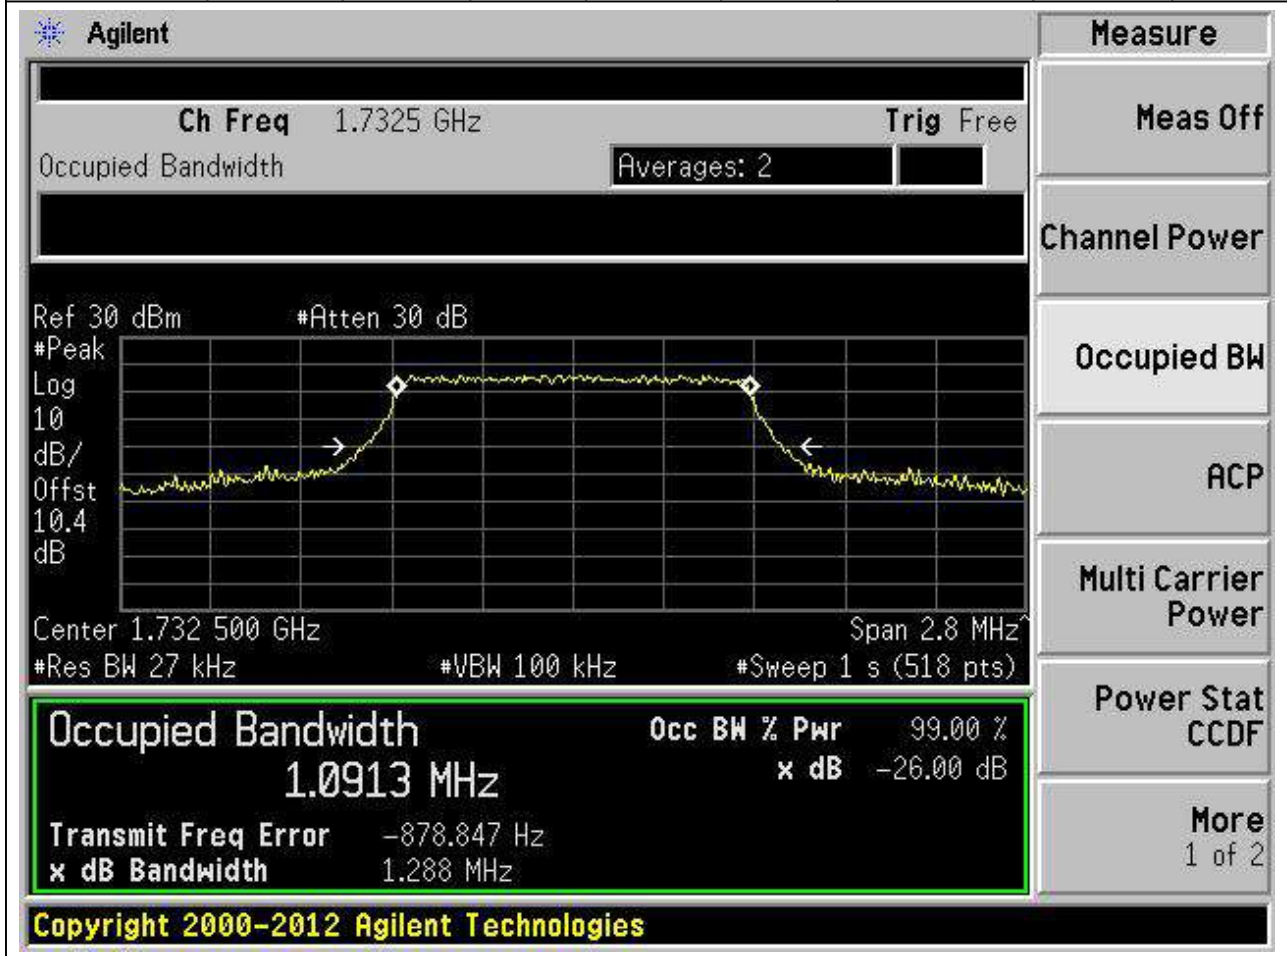 Agilent
Measure
Ch Freq 1.7325 GHz Trig Free
Occupied Bandwidth Averages: 2
Ref 30 dBm #Atten 30 dB
#Peak
Log
10
dB/
Offst
10.4
dB
Center 1.732 500 GHz Span 2.8 MHz^
#Res BW 27 kHz #VBW 100 kHz #Sweep 1 s (518 pts)
Occupied Bandwidth Occ BW % Pwr 99.00 %
1.0913 MHz x dB -26.00 dB
Transmit Freq Error -878.847 Hz
x dB Bandwidth 1.288 MHz
Copyright 2000-2012 Agilent Technologies
Meas Off
Channel Power
Occupied BW
ACP
Multi Carrier
Power
Power Stat
CCDF
More
1 of 2